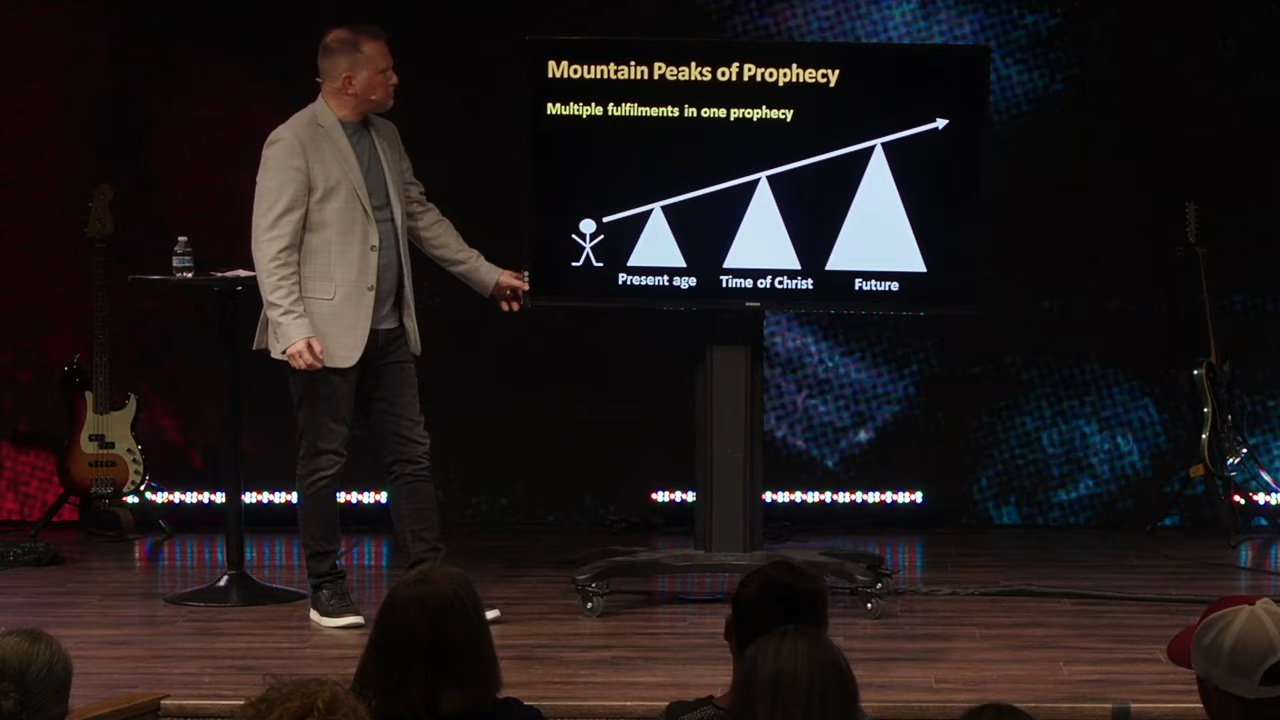 Mountain Peaks of Prophecy
Multiple fulfilments in one prophecy
Present age
Time of Christ
Future